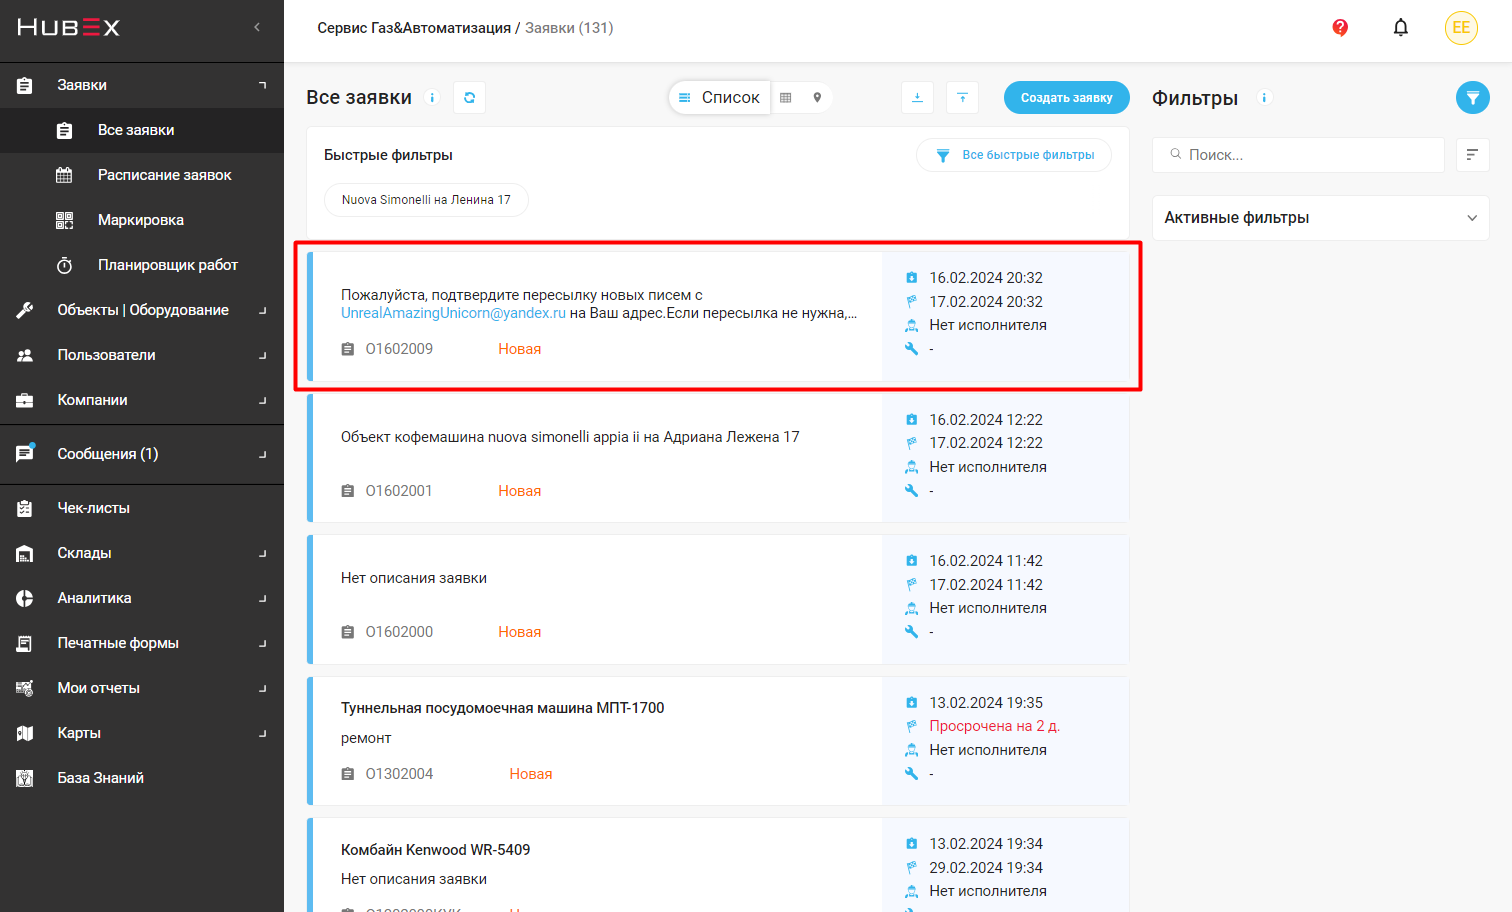 HUBEX
Заявки
Все заявки
Расписание заявок
Маркировка
Планировщик работ
Объекты | Оборудование
Пользователи
Компании
Сообщения (1)
Чек-листы
Склады
Аналитика
Печатные формы
Мои отчеты
Карты
База Знаний
Сервис Газ&Автоматизация / Заявки (131)
EE
Все заявки
Список
Создать заявку
Быстрые фильтры
Все быстрые фильтры
Nuova Simonelli на Ленина 17
Пожалуйста, подтвердите пересылку новых писем с
UnrealAmazingUnicorn@yandex.ru на Ваш адрес.Если пересылка не нужна,...
O1602009 Новая
16.02.2024 20:32
17.02.2024 20:32
Нет исполнителя
-
Объект кофемашина nuova simonelli appia ii на Адриана Лежена 17
O1602001 Новая
16.02.2024 12:22
17.02.2024 12:22
Нет исполнителя
-
Нет описания заявки
O1602000 Новая
16.02.2024 11:42
17.02.2024 11:42
Нет исполнителя
-
Туннельная посудомоечная машина МПТ-1700
ремонт
O1302004 Новая
13.02.2024 19:35
Просрочена на 2 д.
Нет исполнителя
-
Комбайн Kenwood WR-5409
Нет описания заявки
13.02.2024 19:34
29.02.2024 19:34
Нет исполнителя
Фильтры
Поиск...
Активные фильтры